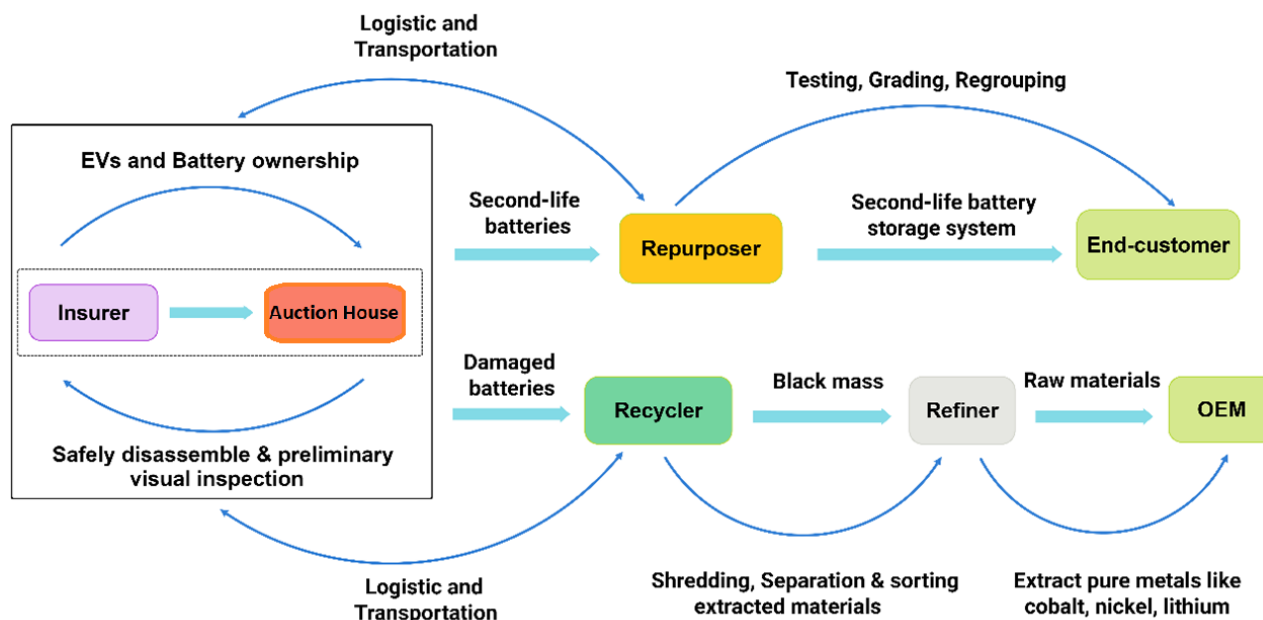 Logistic and
Transportation
Testing, Grading, Regrouping
EVs and Battery ownership
Second-life
batteries
Repurposer
Second-life battery
storage system
End-customer
Insurer
Auction House
Damaged
batteries
Recycler
Black mass
Refiner
Raw materials
OEM
Safely disassemble & preliminary
visual inspection
Logistic and
Transportation
Shredding, Separation & sorting
extracted materials
Extract pure metals like
cobalt, nickel, lithium